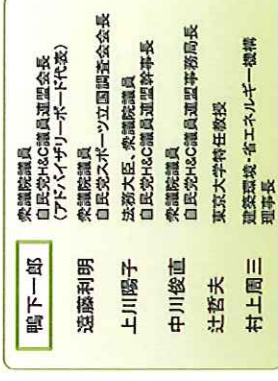 鴨下一郎
衆議院議員
自民党H&C議員連盟会長
(アドバイザリーボード代表)
遠藤利明
衆議院議員
自民党スポーツ立国調査会会長
上川陽子
法務大臣、衆議院議員
自民党H&C議員連盟幹事長
中川俊直
衆議院議員
自民党H&C議員連盟事務局長
辻哲夫
東京大学特任教授
村上周三
建築環境・省エネルギー機構
理事長